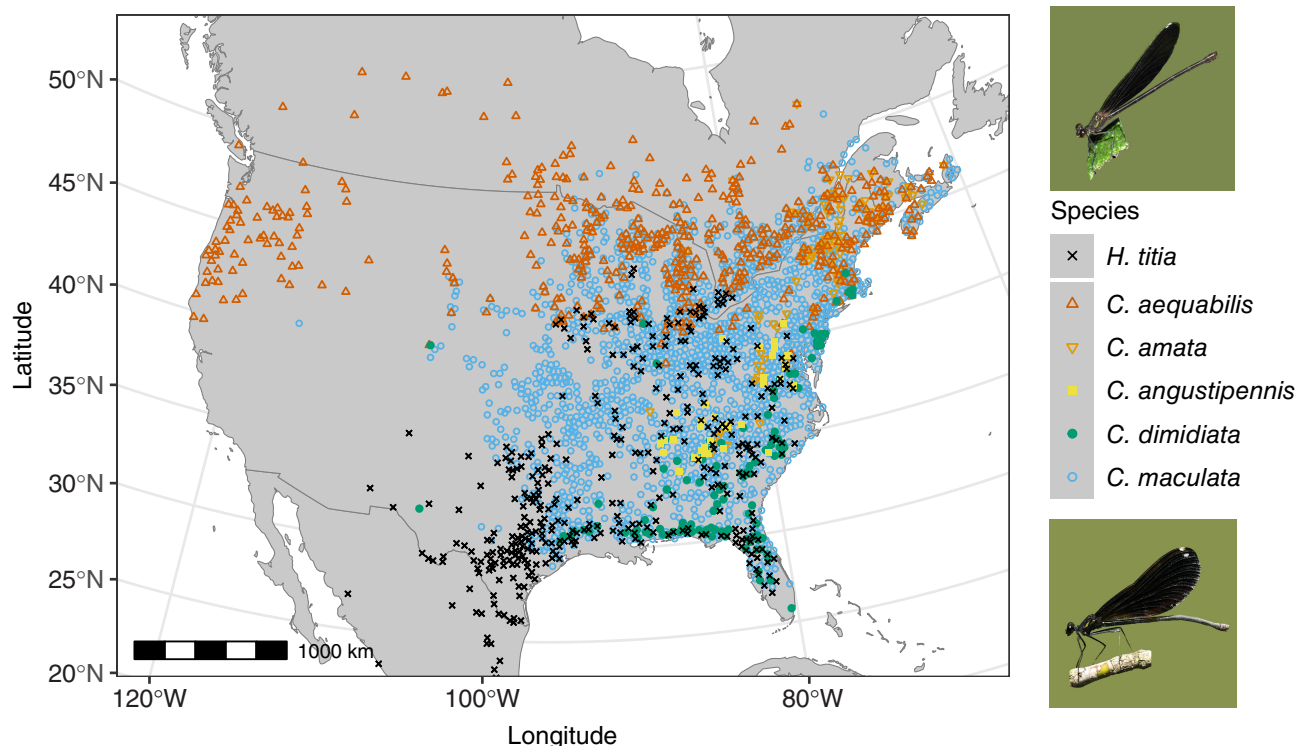 50°N
45°N
40°N
35°N
30°N
25°N
20°N
Latitude
1000 km
120°W
100°W
80°W
Longitude
Species
H. titia
C. aequabilis
C. amata
C. angustipennis
C. dimidiata
C. maculata